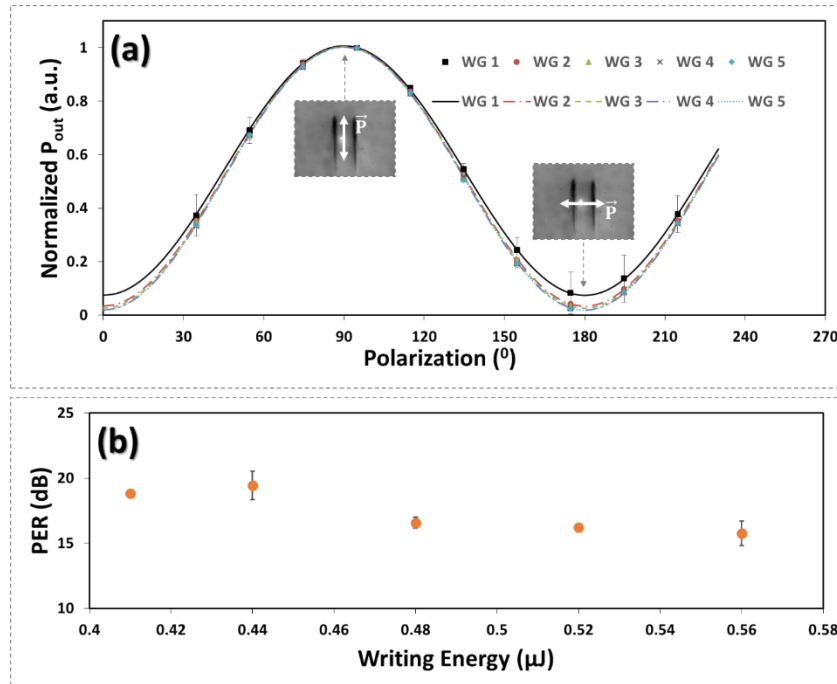 (a)
Normalized Pout (a.u.)
1
0.8
0.6
0.4
0.2
0
WG 1 WG 2 WG 3 WG 4 WG 5
WG 1 WG 2 WG 3 WG 4 WG 5
P
P
0 30 60 90 120 150 180 210 240 270
Polarization (⁰)
(b)
PER (dB)
25
20
15
10
0.4 0.42 0.44 0.46 0.48 0.5 0.52 0.54 0.56 0.58
Writing Energy (µJ)